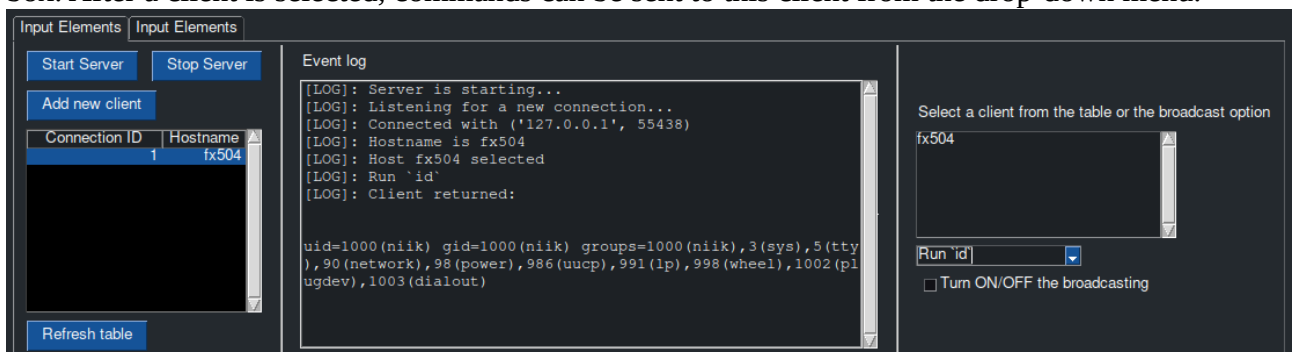 Input Elements Input Elements
Start Server Stop Server
Add new client
Connection ID Hostname
1 fx504
Refresh table
Event log
[LOG]: Server is starting...
[LOG]: Listening for a new connection...
[LOG]: Connected with ('127.0.0.1', 55438)
[LOG]: Hostname is fx504
[LOG]: Host fx504 selected
[LOG]: Run `id`
[LOG]: Client returned:
uid=1000(niik) gid=1000(niik) groups=1000(niik),3(sys),5(tty
),90(network),98(power),986(uucp),991(lp),998(wheel),1002(pl
ugdev),1003(dialout)
Select a client from the table or the broadcast option
fx504
Run `id`
Turn ON/OFF the broadcasting